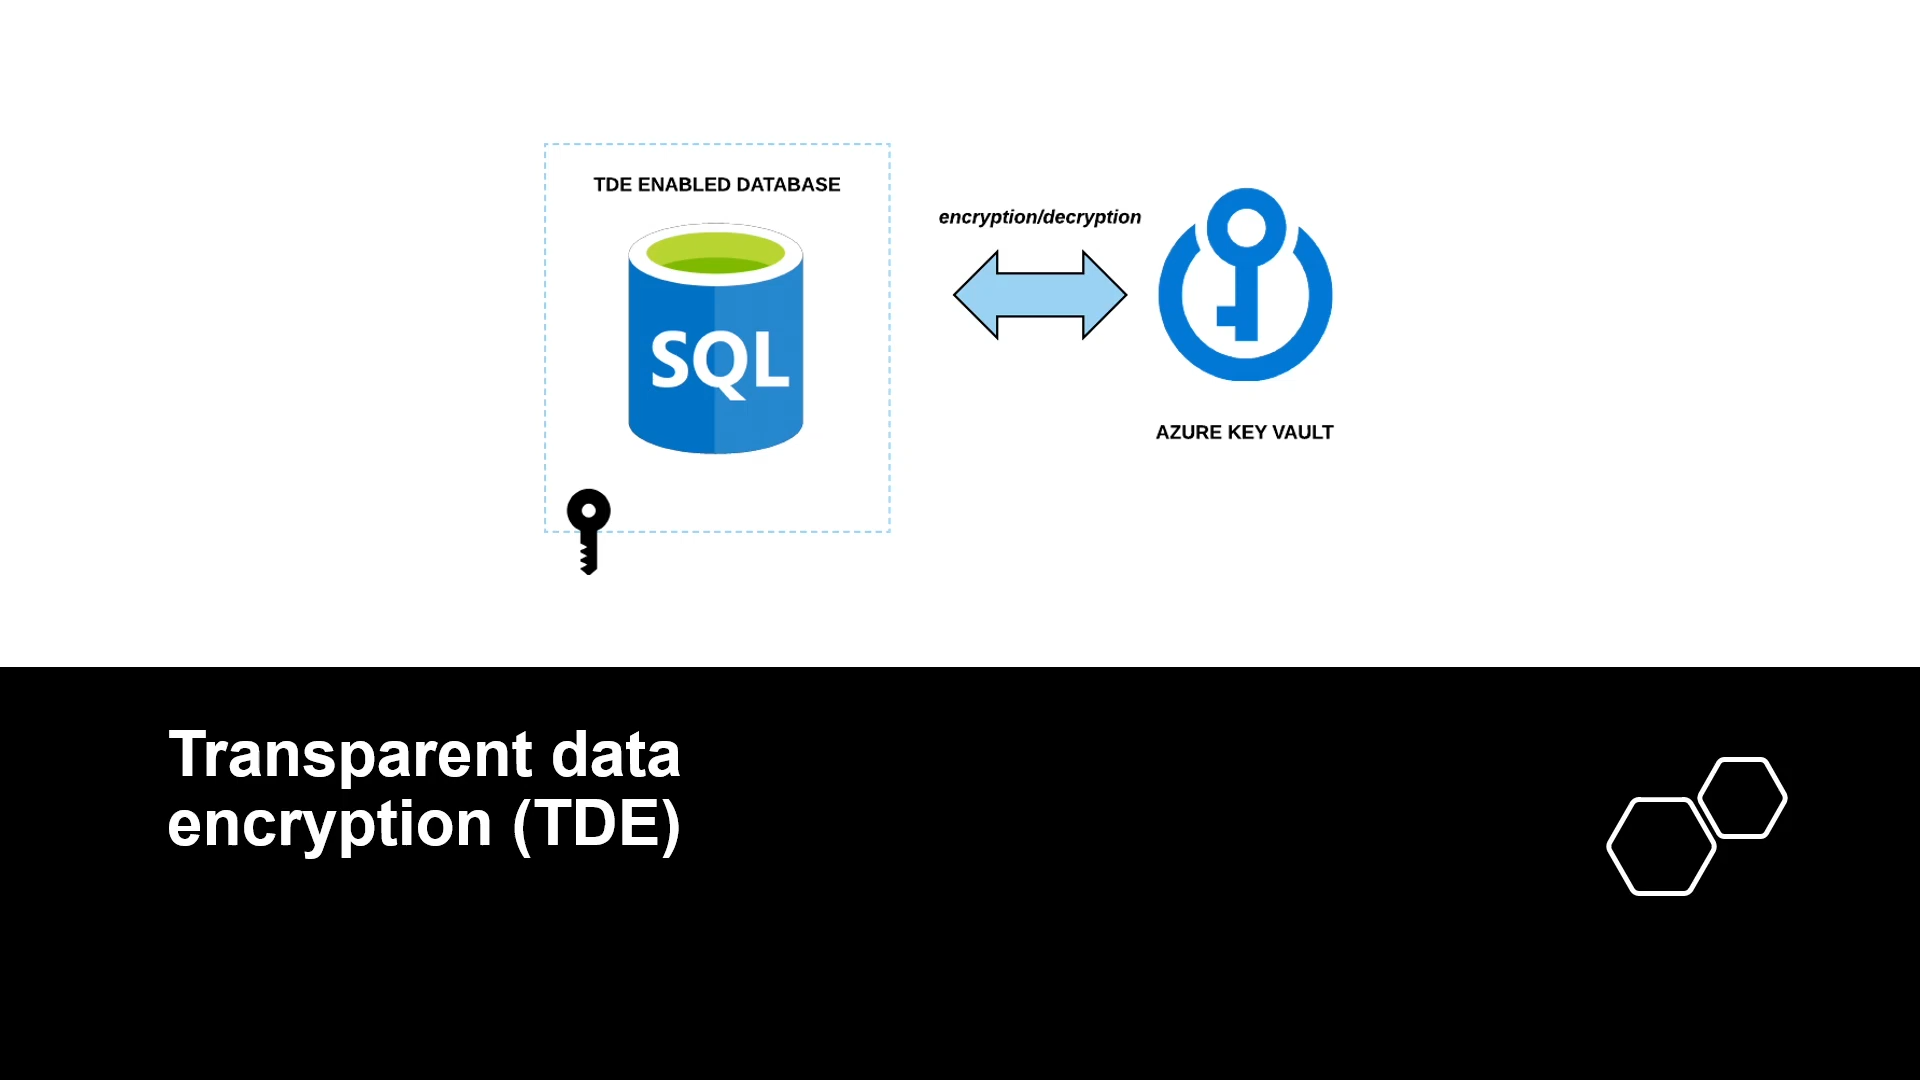 TDE ENABLED DATABASE
encryption/decryption
SQL
AZURE KEY VAULT
Transparent data
encryption (TDE)